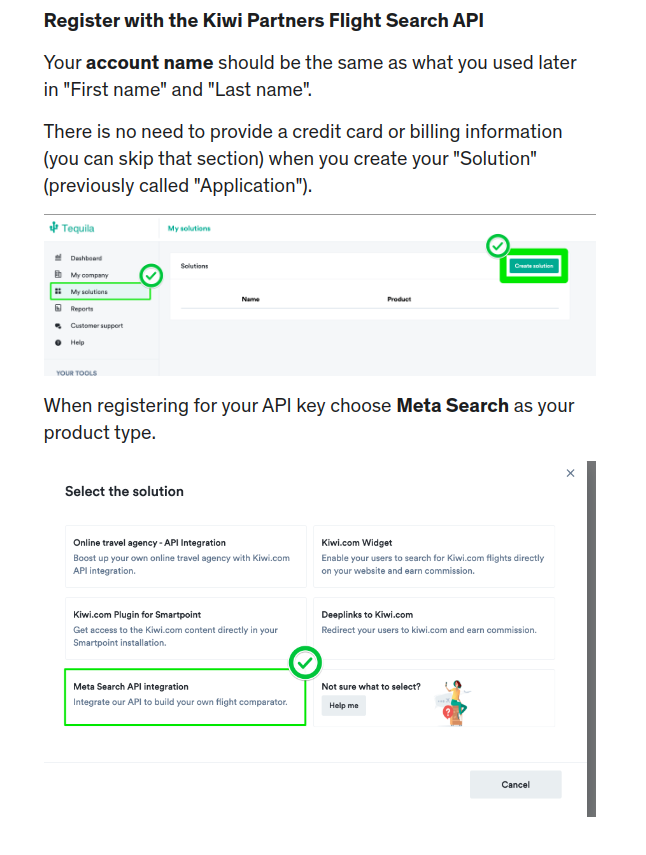 Register with the Kiwi Partners Flight Search API
Your account name should be the same as what you used later
in "First name" and "Last name".
There is no need to provide a credit card or billing information
(you can skip that section) when you create your "Solution"
(previously called "Application").
Tequila
My solutions
Dashboard
My company
My solutions
Reports
Customer support
Help
YOUR TOOLS
Solutions
Create solution
Name Product
When registering for your API key choose Meta Search as your
product type.
Select the solution
Online travel agency - API Integration
Boost up your own online travel agency with Kiwi.com
API integration.
Kiwi.com Widget
Enable your users to search for Kiwi.com flights directly
on your website and earn commission.
Kiwi.com Plugin for Smartpoint
Get access to the Kiwi.com content directly in your
Smartpoint installation.
Deeplinks to Kiwi.com
Redirect your users to kiwi.com and earn commission.
Meta Search API integration
Integrate our API to build your own flight comparator.
Not sure what to select?
Help me
Cancel